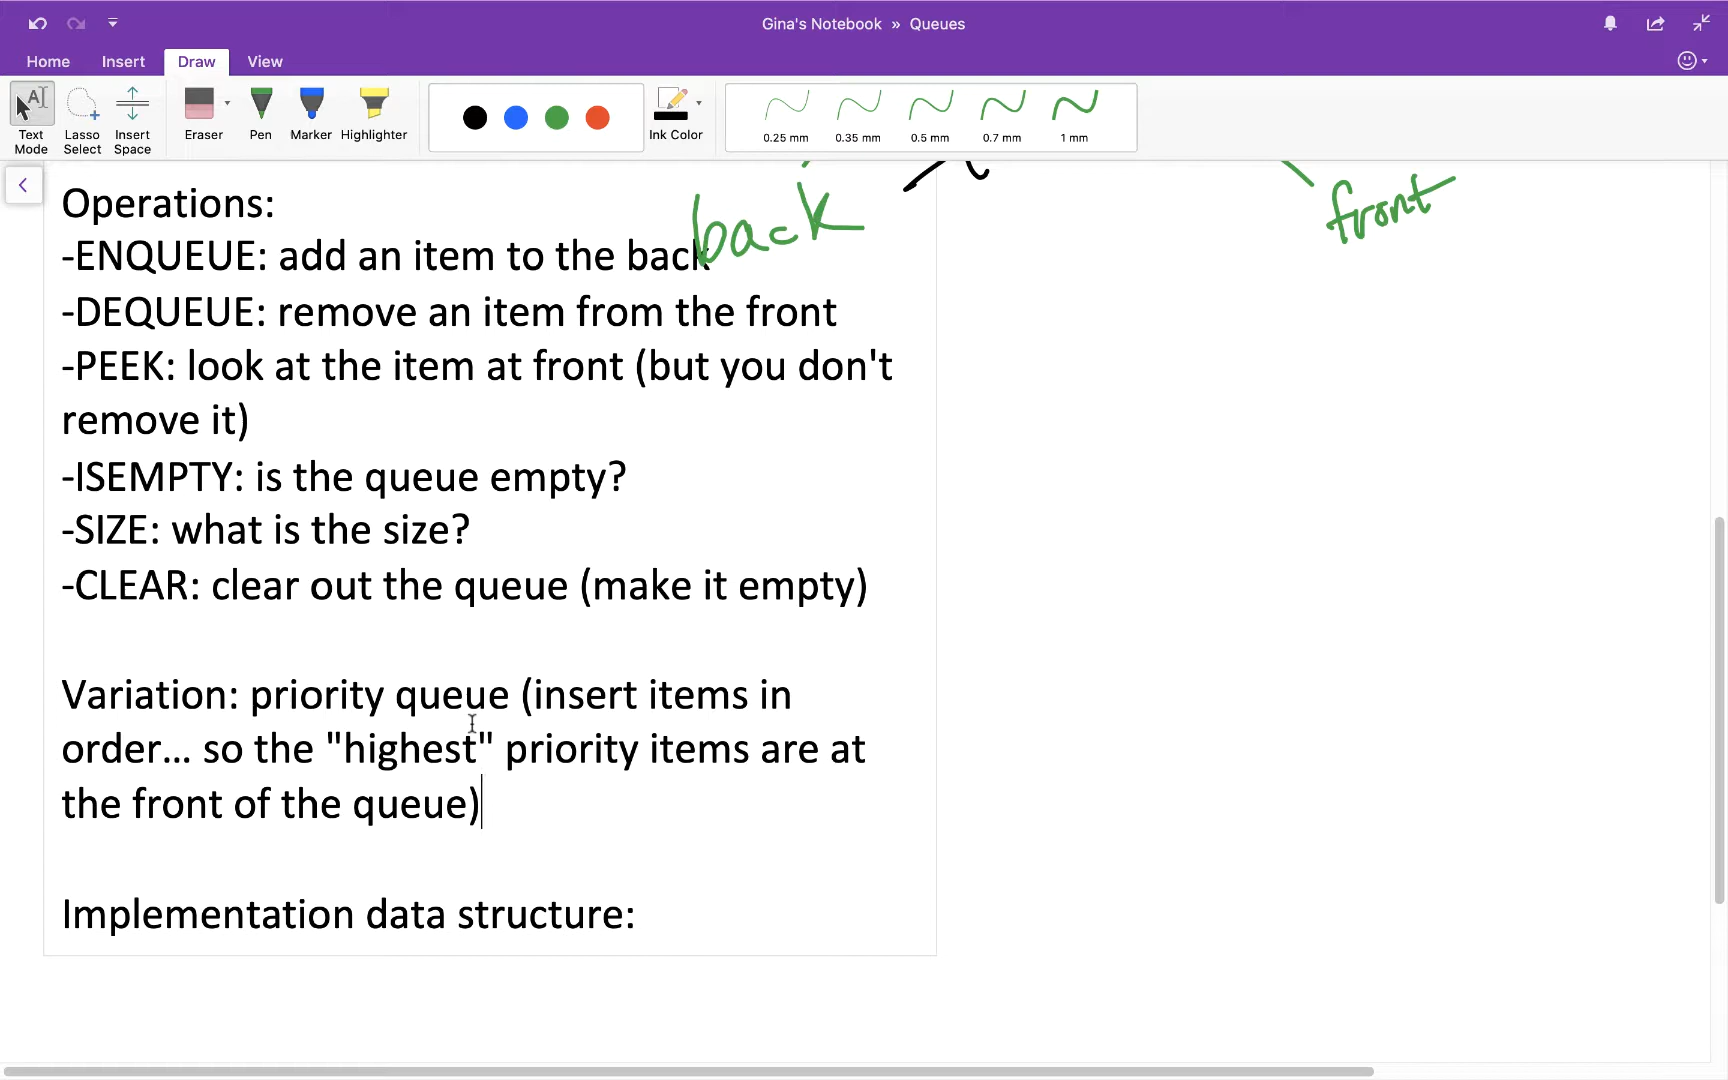 Gina's Notebook » Queues
Home Insert Draw View
Text Mode
Lasso Select
Insert Space
Eraser
Pen
Marker
Highlighter
Ink Color
0.25 mm
0.35 mm
0.5 mm
0.7 mm
1 mm
Operations:
back
front
-ENQUEUE: add an item to the back
-DEQUEUE: remove an item from the front
-PEEK: look at the item at front (but you don't
remove it)
-ISEMPTY: is the queue empty?
-SIZE: what is the size?
-CLEAR: clear out the queue (make it empty)
Variation: priority queue (insert items in
order... so the "highest" priority items are at
the front of the queue)
Implementation data structure: